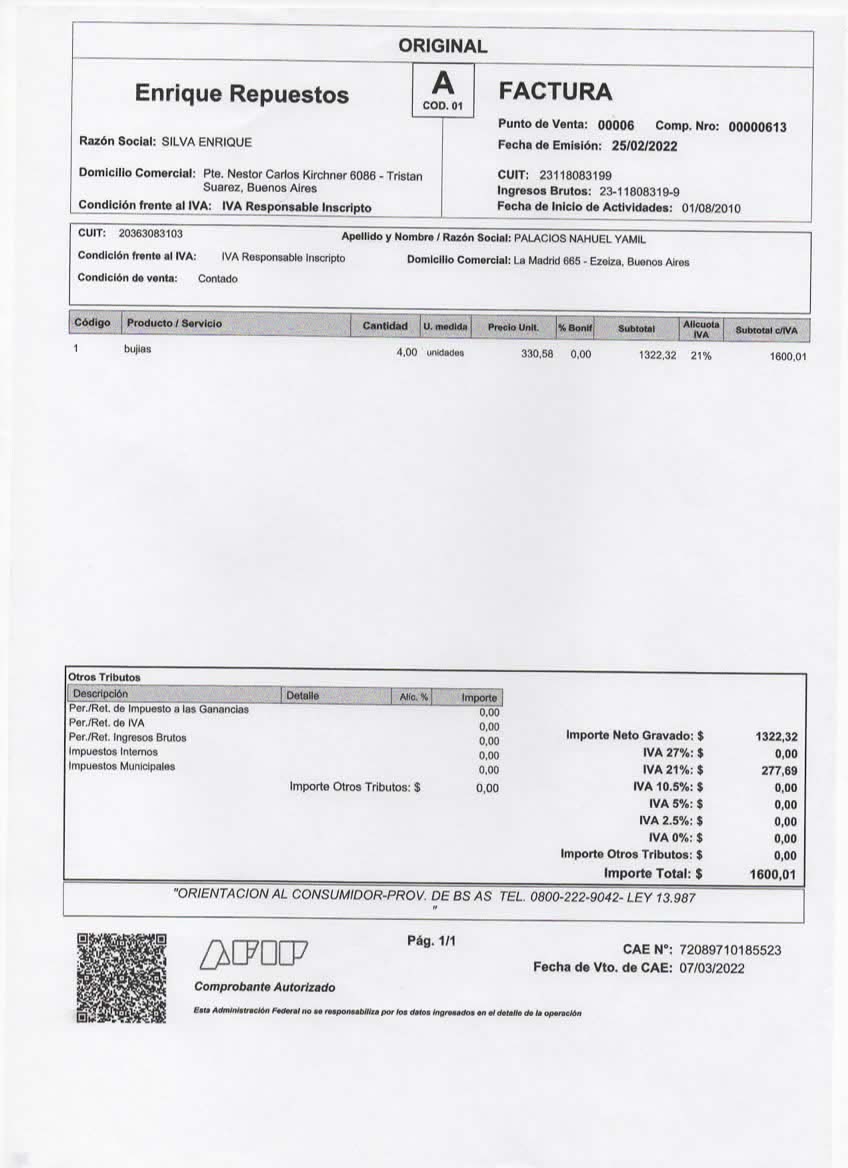 ORIGINAL
Enrique Repuestos
A
COD. 01
FACTURA
Punto de Venta: 00006 Comp. Nro: 00000613
Fecha de Emisión: 25/02/2022
Razón Social: SILVA ENRIQUE
Domicilio Comercial: Pte. Nestor Carlos Kirchner 6086 - Tristan
Suarez, Buenos Aires
Condición frente al IVA: IVA Responsable Inscripto
CUIT: 23118083199
Ingresos Brutos: 23-11808319-9
Fecha de Inicio de Actividades: 01/08/2010
CUIT: 20363083103 Apellido y Nombre / Razón Social: PALACIOS NAHUEL YAMIL
Condición frente al IVA: IVA Responsable Inscripto Domicilio Comercial: La Madrid 665 - Ezeiza, Buenos Aires
Condición de venta: Contado
Código Producto / Servicio Cantidad U. medida Precio Unit. % Bonif Subtotal Alicuota IVA Subtotal c/IVA
1 bujias 4,00 unidades 330,58 0,00 1322,32 21% 1600,01
Otros Tributos
Descripción Detalle Alíc. % Importe
Per./Ret. de Impuesto a las Ganancias 0,00
Per./Ret. de IVA 0,00
Per./Ret. Ingresos Brutos 0,00
Impuestos Internos 0,00
Impuestos Municipales 0,00
Importe Otros Tributos: $ 0,00
Importe Neto Gravado: $ 1322,32
IVA 27%: $ 0,00
IVA 21%: $ 277,69
IVA 10.5%: $ 0,00
IVA 5%: $ 0,00
IVA 2.5%: $ 0,00
IVA 0%: $ 0,00
Importe Otros Tributos: $ 0,00
Importe Total: $ 1600,01
"ORIENTACION AL CONSUMIDOR-PROV. DE BS AS TEL. 0800-222-9042- LEY 13.987
"
AFIP
Comprobante Autorizado
Esta Administración Federal no se responsabiliza por los datos ingresados en el detalle de la operación
Pág. 1/1
CAE N°: 72089710185523
Fecha de Vto. de CAE: 07/03/2022